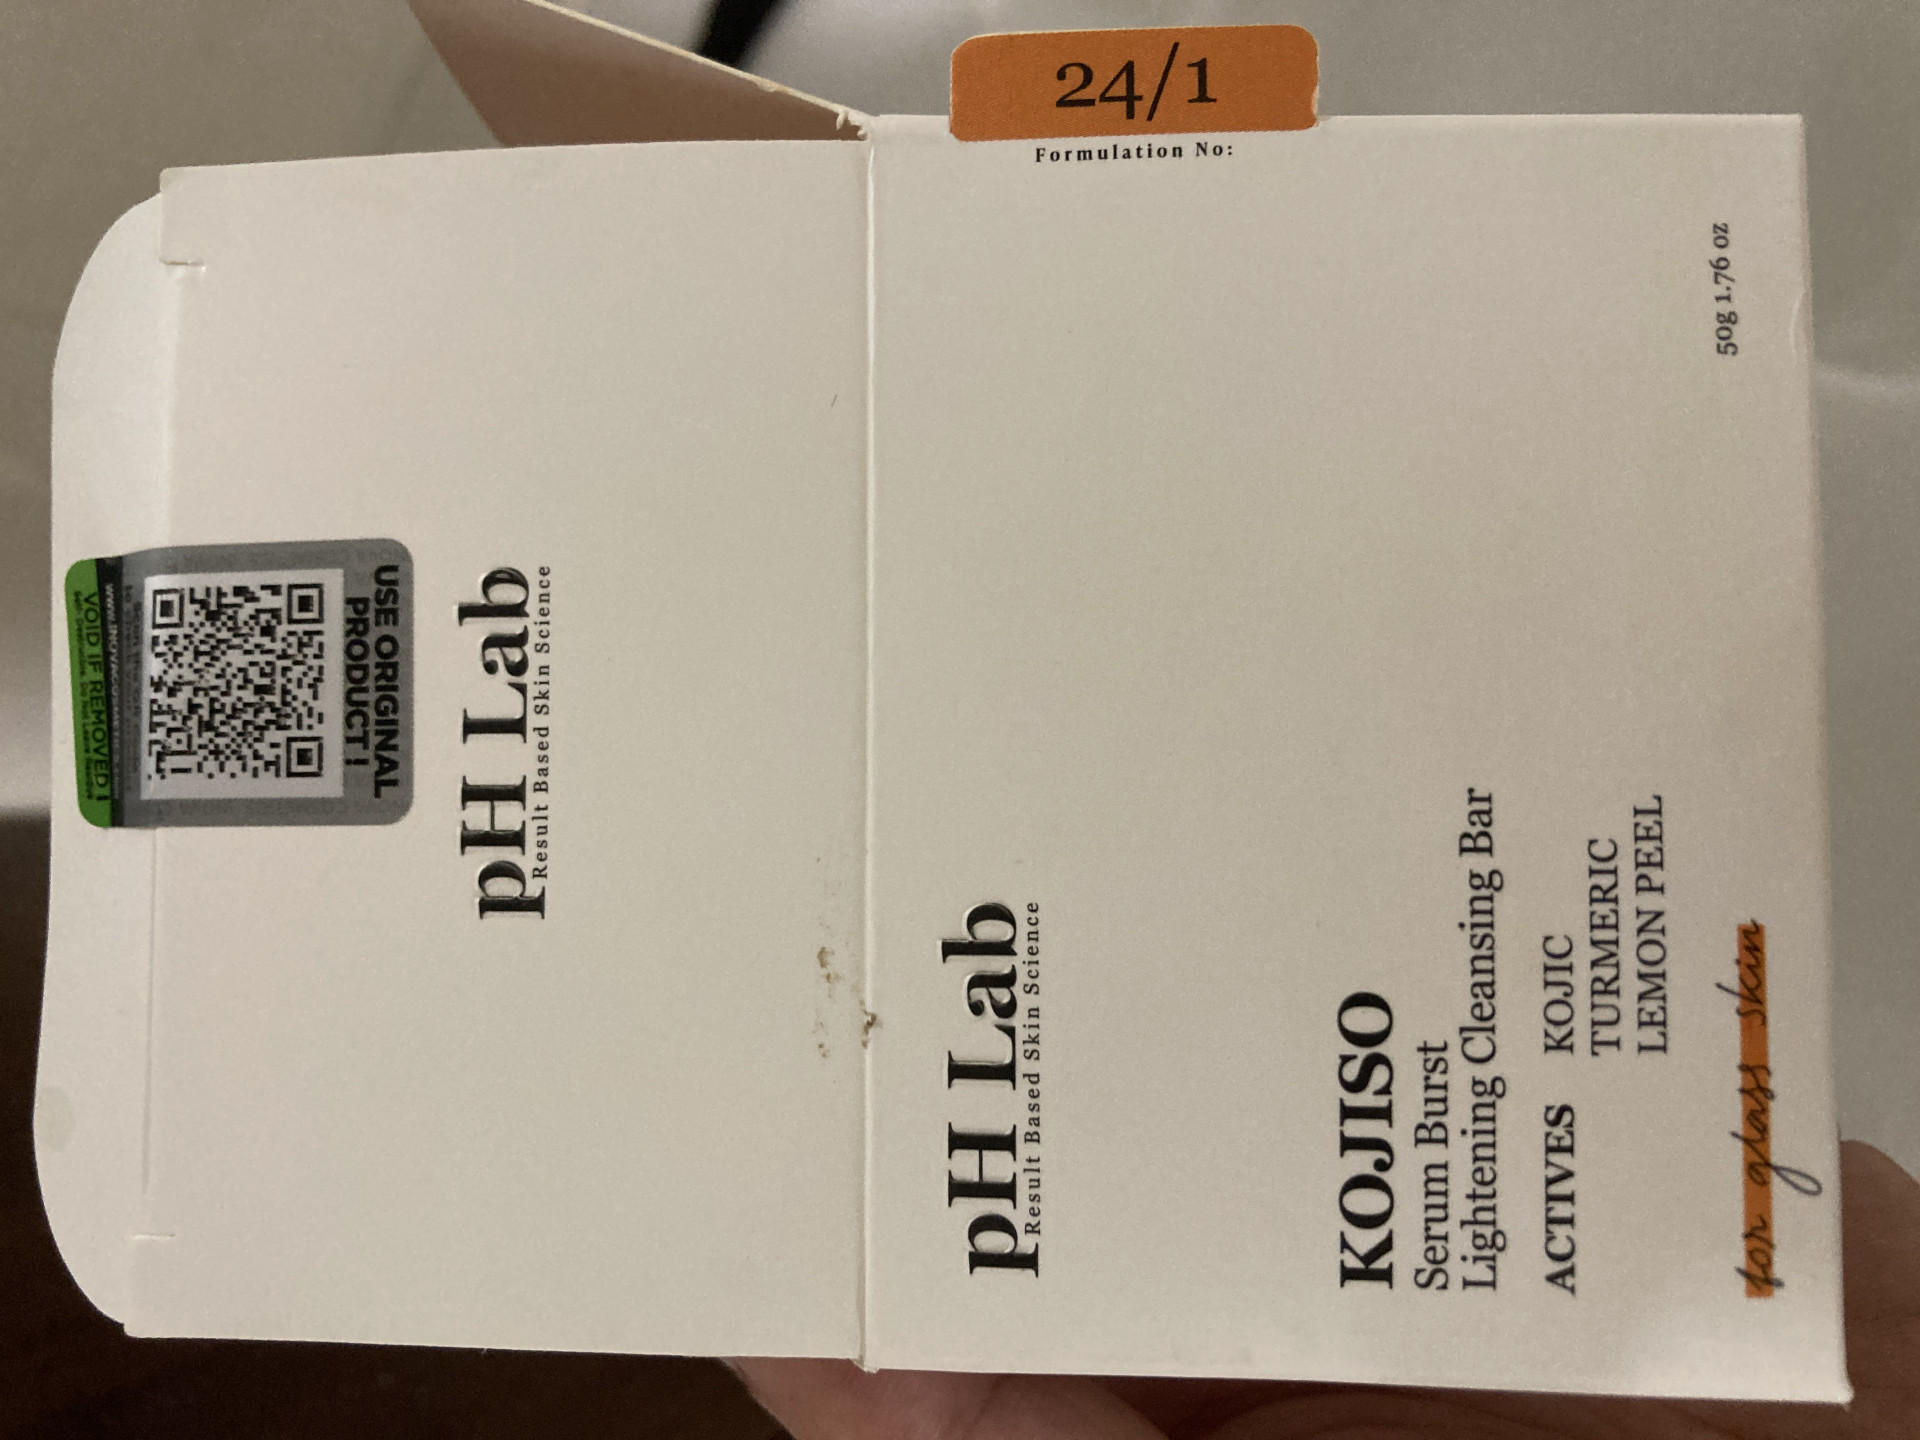 24/1
Formulation No:
pH Lab
Result Based Skin Science
KOJISO
Serum Burst
Lightening Cleansing Bar
ACTIVES KOJIC
TURMERIC
LEMON PEEL
for glass skin
50g 1.76 oz
pH Lab
Result Based Skin Science
USE ORIGINAL
PRODUCT !
VOID IF REMOVED !